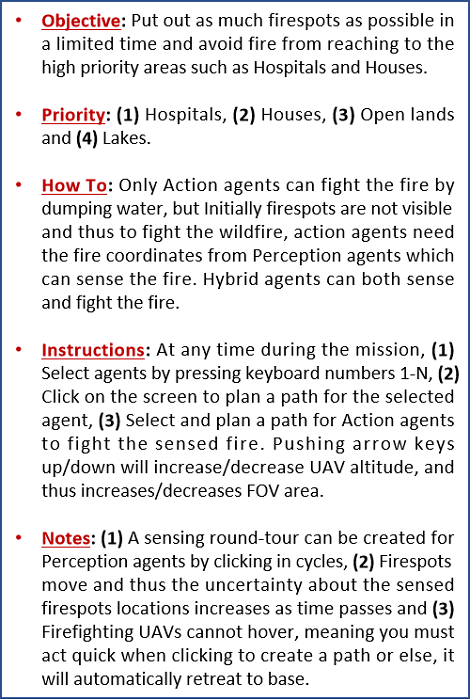 • Objective: Put out as much firespots as possible in
a limited time and avoid fire from reaching to the
high priority areas such as Hospitals and Houses.
• Priority: (1) Hospitals, (2) Houses, (3) Open lands
and (4) Lakes.
• How To: Only Action agents can fight the fire by
dumping water, but Initially firespots are not visible
and thus to fight the wildfire, action agents need
the fire coordinates from Perception agents which
can sense the fire. Hybrid agents can both sense
and fight the fire.
• Instructions: At any time during the mission, (1)
Select agents by pressing keyboard numbers 1-N, (2)
Click on the screen to plan a path for the selected
agent, (3) Select and plan a path for Action agents
to fight the sensed fire. Pushing arrow keys
up/down will increase/decrease UAV altitude, and
thus increases/decreases FOV area.
• Notes: (1) A sensing round-tour can be created for
Perception agents by clicking in cycles, (2) Firespots
move and thus the uncertainty about the sensed
firespots locations increases as time passes and (3)
Firefighting UAVs cannot hover, meaning you must
act quick when clicking to create a path or else, it
will automatically retreat to base.